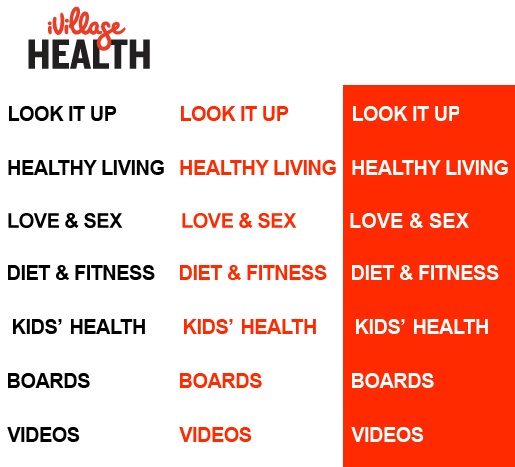 iVillage
HEALTH
LOOK IT UP LOOK IT UP LOOK IT UP
HEALTHY LIVING HEALTHY LIVING HEALTHY LIVING
LOVE & SEX LOVE & SEX LOVE & SEX
DIET & FITNESS DIET & FITNESS DIET & FITNESS
KIDS’ HEALTH KIDS’ HEALTH KIDS’ HEALTH
BOARDS BOARDS BOARDS
VIDEOS VIDEOS VIDEOS